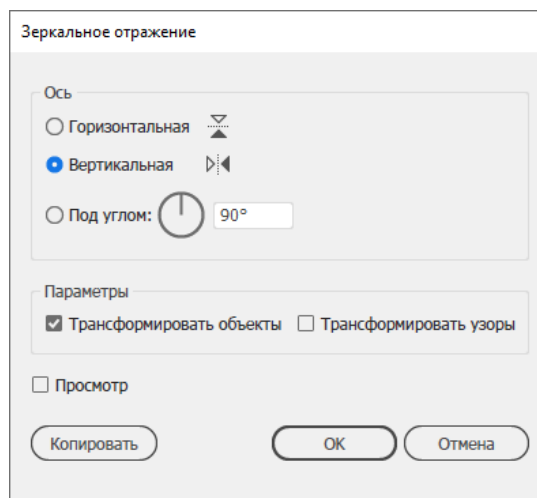 Зеркальное отражение
Ось
Горизонтальная
Вертикальная
Под углом: 90°
Параметры
Трансформировать объекты Трансформировать узоры
Просмотр
Копировать ОК Отмена